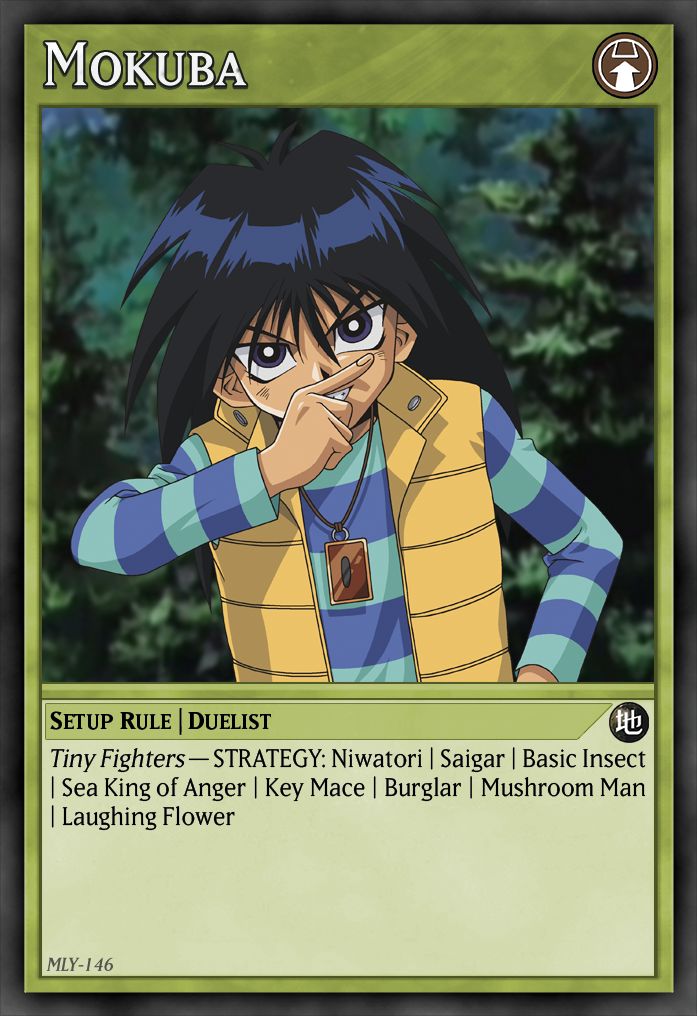 Mokuba
Setup Rule | Duelist
Tiny Fighters — STRATEGY: Niwatori | Saigar | Basic Insect
| Sea King of Anger | Key Mace | Burglar | Mushroom Man
| Laughing Flower
MLY-146